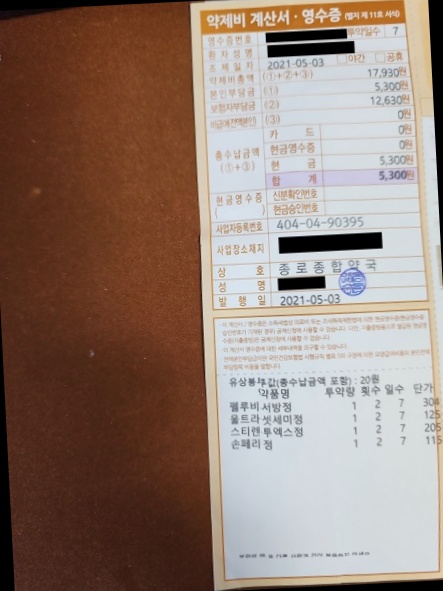 약제비 계산서·영수증 (별지 제11호 서식)
영수증번호 투약일수 7
환자성명
조제일자 2021-05-03 야간 공휴
약제비총액 (①+②+③) 17,930원
본인부담금 (①) 5,300원
보험자부담금 (②) 12,630원
비급여(전액본인) (③) 0원
카 드 0원
현금영수증 0원
총수납금액 (①+③) 현 금 5,300원
합 계 5,300원
현금영수증 ( ) 신분확인번호
현금승인번호
사업자등록번호 404-04-90395
사업장소재지
상 호 종로종합약국
성 명
발행일 2021-05-03
유상봉투값(총수납금액 포함) : 20원
약품명 투약량 횟수 일수 단가
펠루비서방정 1 2 7 304
울트라셋세미정 1 2 7 125
스티렌투엑스정 1 2 7 205
손페리정 1 2 7 115